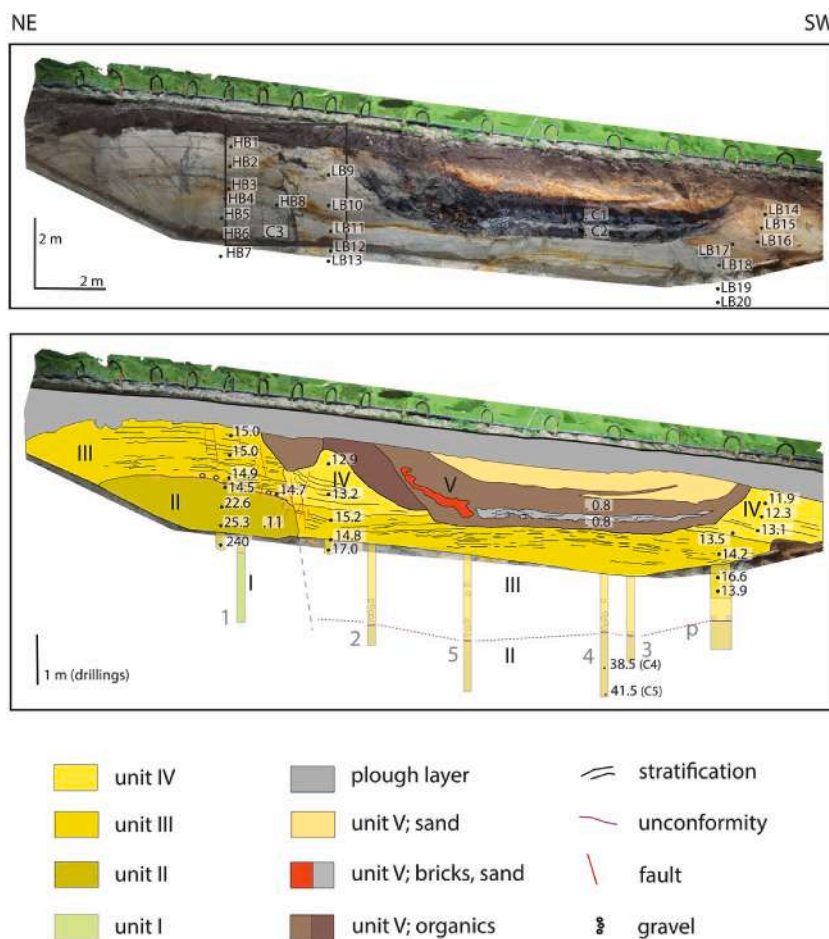 NE SW
HB1
HB2
LB9
HB3
HB4 HB8 LB10
HB5
HB6 C3 LB11
HB7 LB12
LB13
C1
C2
LB14
LB15
LB17 LB16
LB18
LB19
LB20
2 m
2 m
III
15.0
15.0
12.9
IV
14.9
14.5 14.7 13.2
V
II
22.6
25.3 11 15.2
240 14.8
17.0
0.8
0.8
IV 11.9
12.3
13.5 13.1
14.2
16.6
13.9
I
III
1
2
5
4
3
p
II
38.5 (C4)
41.5 (C5)
1 m (drillings)
unit IV plough layer stratification
unit III unit V; sand unconformity
unit II unit V; bricks, sand fault
unit I unit V; organics gravel